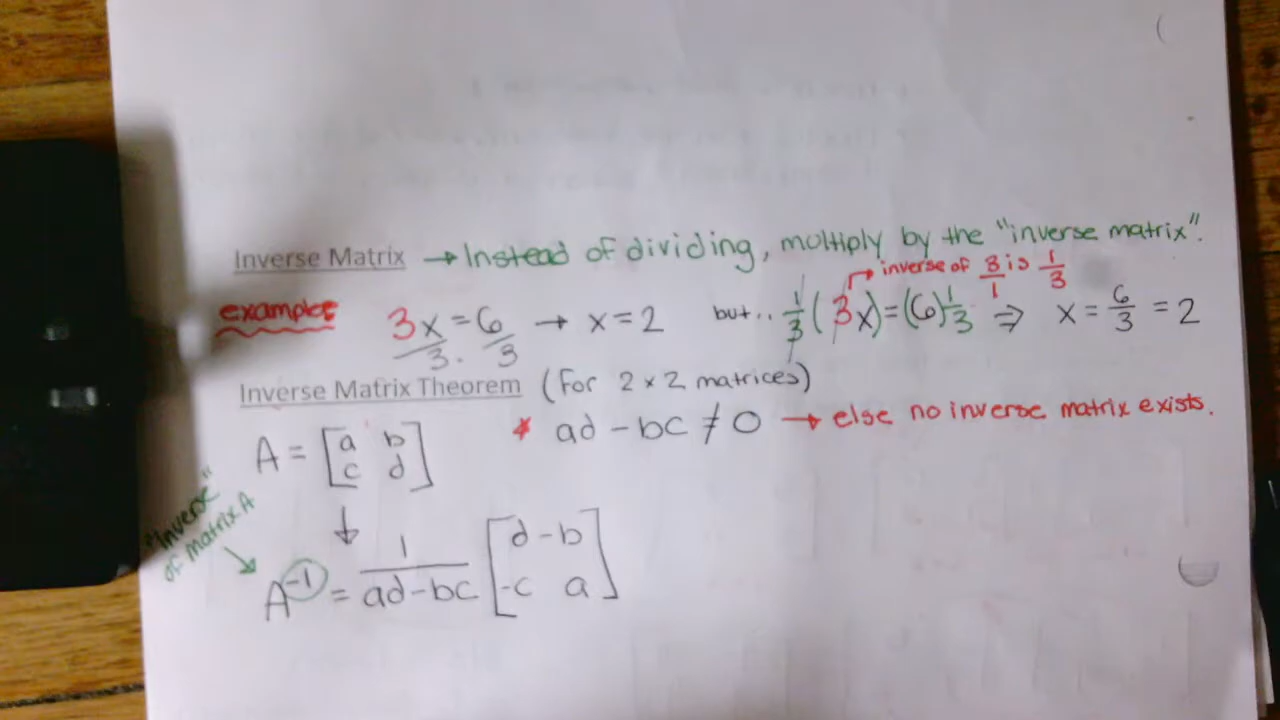 Inverse Matrix → Instead of dividing, multiply by the "inverse matrix".
→ inverse of 3/1 is 1/3
examples 3x/3 = 6/3 → x = 2 but.. 1/3 (3x) = (6) 1/3 ⇒ x = 6/3 = 2
Inverse Matrix Theorem (for 2 × 2 matrices)
* ad - bc ≠ 0 → else no inverse matrix exists.
A = [a b
c d]
"inverse"
of matrix A
↓
A⁻¹ = 1/(ad-bc) [d -b
-c a]